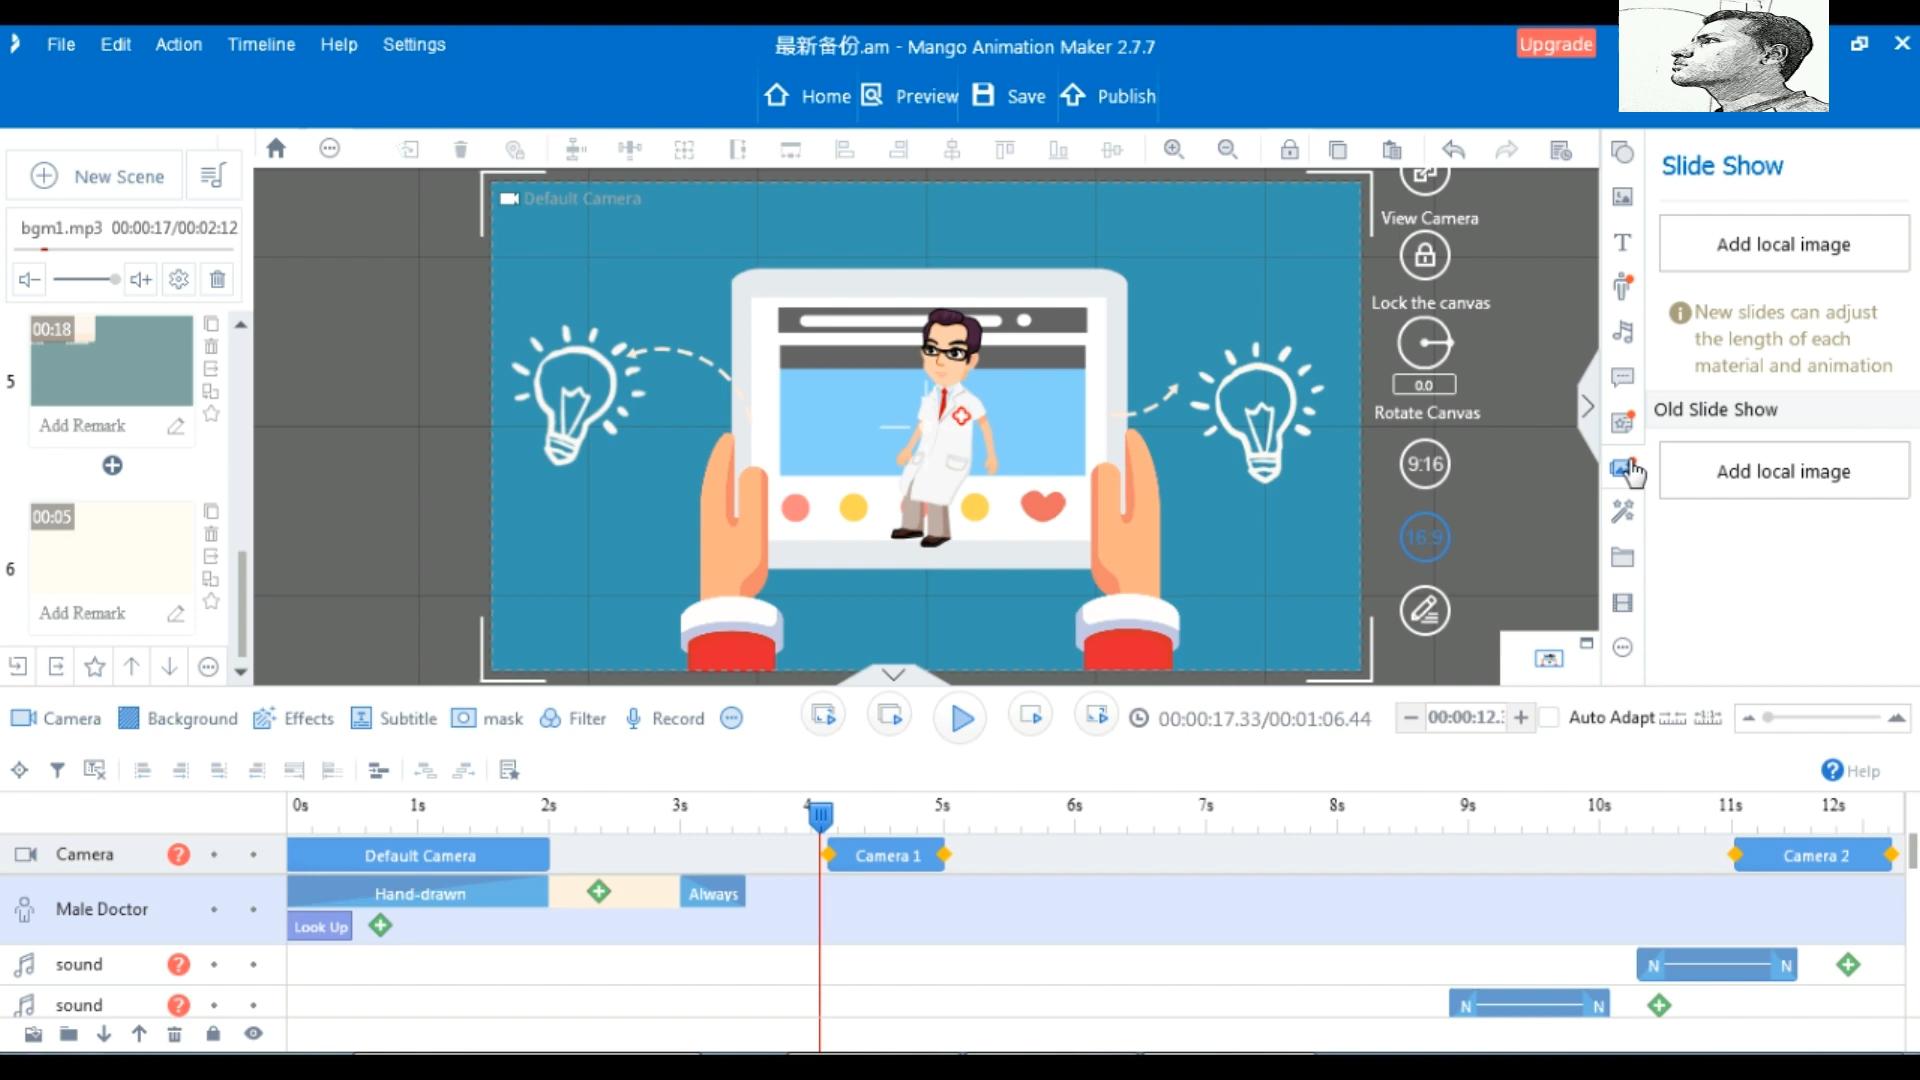 File Edit Action Timeline Help Settings
最新备份.am - Mango Animation Maker 2.7.7
Upgrade
Home Preview Save Publish
New Scene
bgm1.mp3 00:00:17/00:02:12
00:18
5
Add Remark
00:05
6
Add Remark
Default Camera
View Camera
Lock the canvas
0.0
Rotate Canvas
9:16
16:9
Slide Show
Add local image
New slides can adjust
the length of each
material and animation
Old Slide Show
Add local image
Camera Background Effects Subtitle mask Filter Record
00:00:17.33/00:01:06.44
00:00:12.
Auto Adapt
Help
0s 1s 2s 3s 4 5s 6s 7s 8s 9s 10s 11s 12s
Camera ? Default Camera Camera 1 Camera 2
Male Doctor Hand-drawn Always
Look Up
sound ? N N
sound ? N N